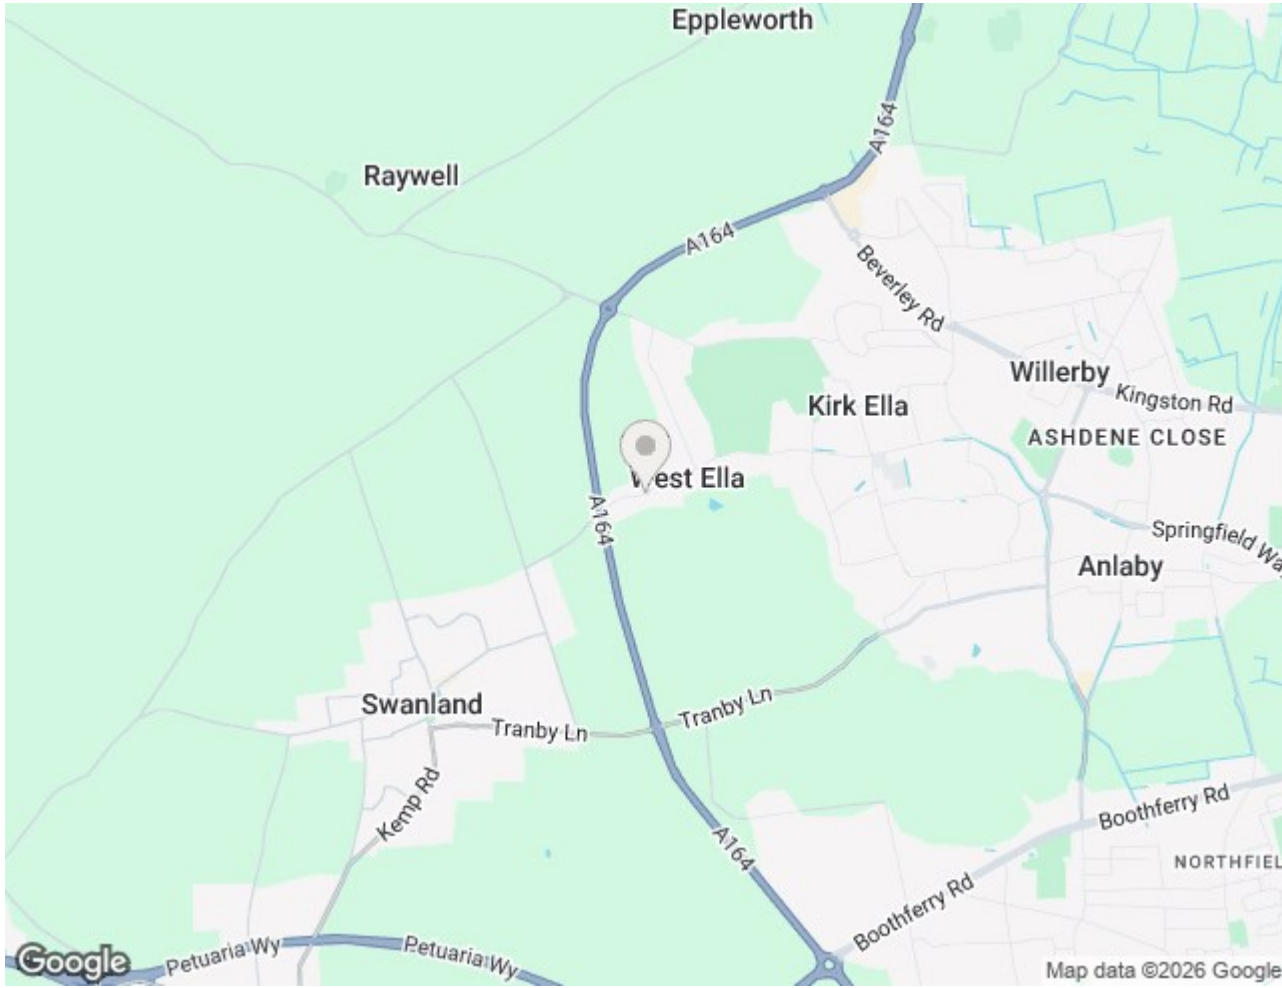 Eppleworth
A164
Raywell
A164
Beverley Rd
Willerby
Kingston Rd
Kirk Ella
ASHDENE CLOSE
West Ella
A164
Springfield Wa
Anlaby
Swanland
Tranby Ln
Tranby Ln
Kemp Rd
Boothferry Rd
A164
NORTHFIEL
Boothferry Rd
Petuaria Wy
Petuaria Wy
Google
Map data ©2026 Google